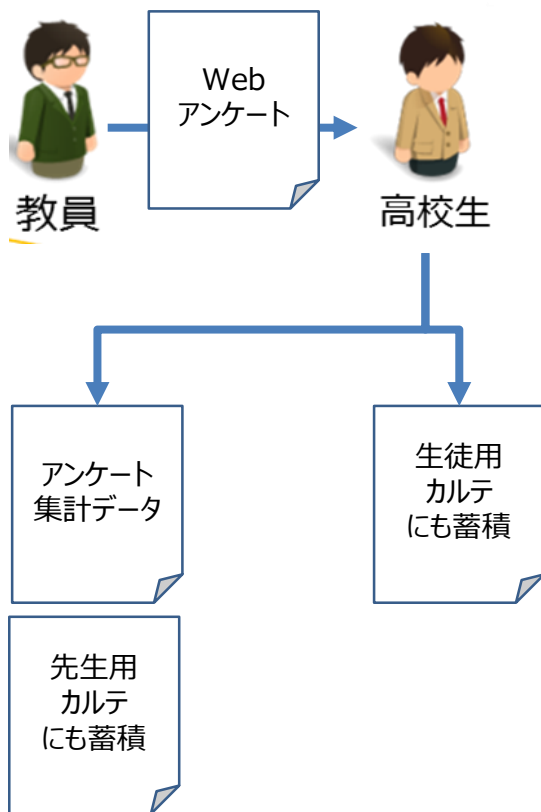 Web
アンケート
教員
高校生
アンケート
集計データ
生徒用
カルテ
にも蓄積
先生用
カルテ
にも蓄積